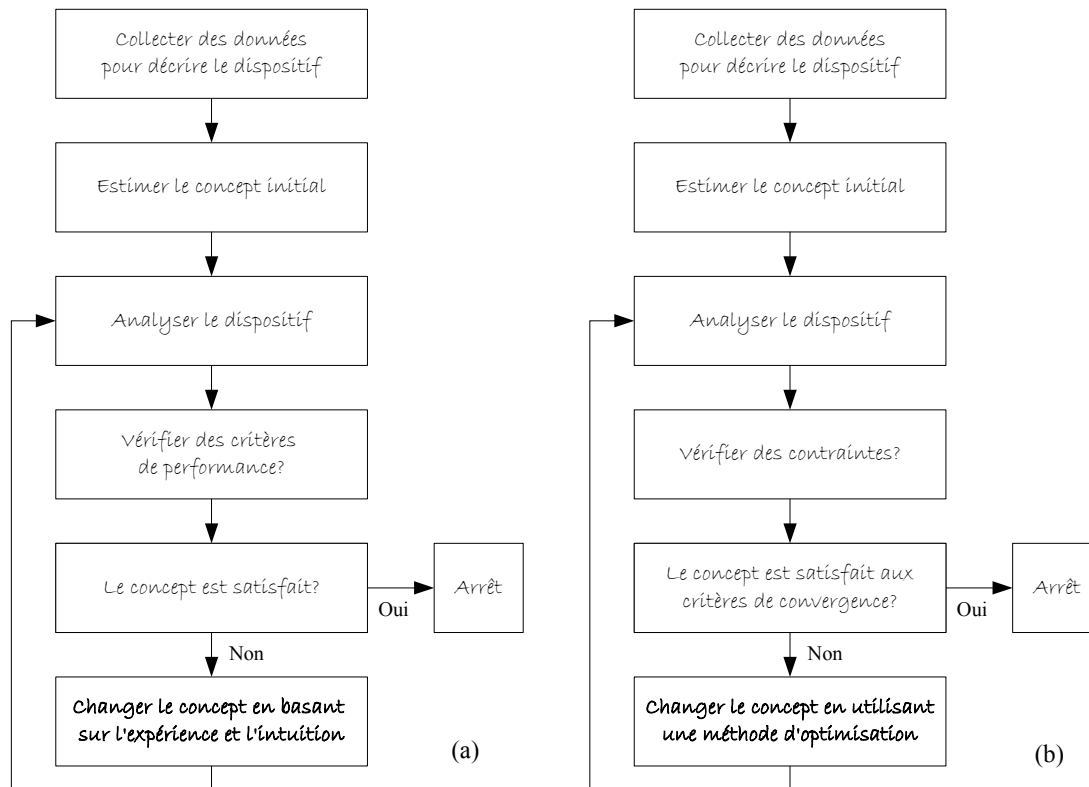 Collecter des données
pour décrire le dispositif
Estimer le concept initial
Analyser le dispositif
Vérifier des critères
de performance?
Le concept est satisfait?
Oui
Arrêt
Non
Changer le concept en basant
sur l'expérience et l'intuition
(a)
Collecter des données
pour décrire le dispositif
Estimer le concept initial
Analyser le dispositif
Vérifier des contraintes?
Le concept est satisfait aux
critères de convergence?
Oui
Arrêt
Non
Changer le concept en utilisant
une méthode d'optimisation
(b)